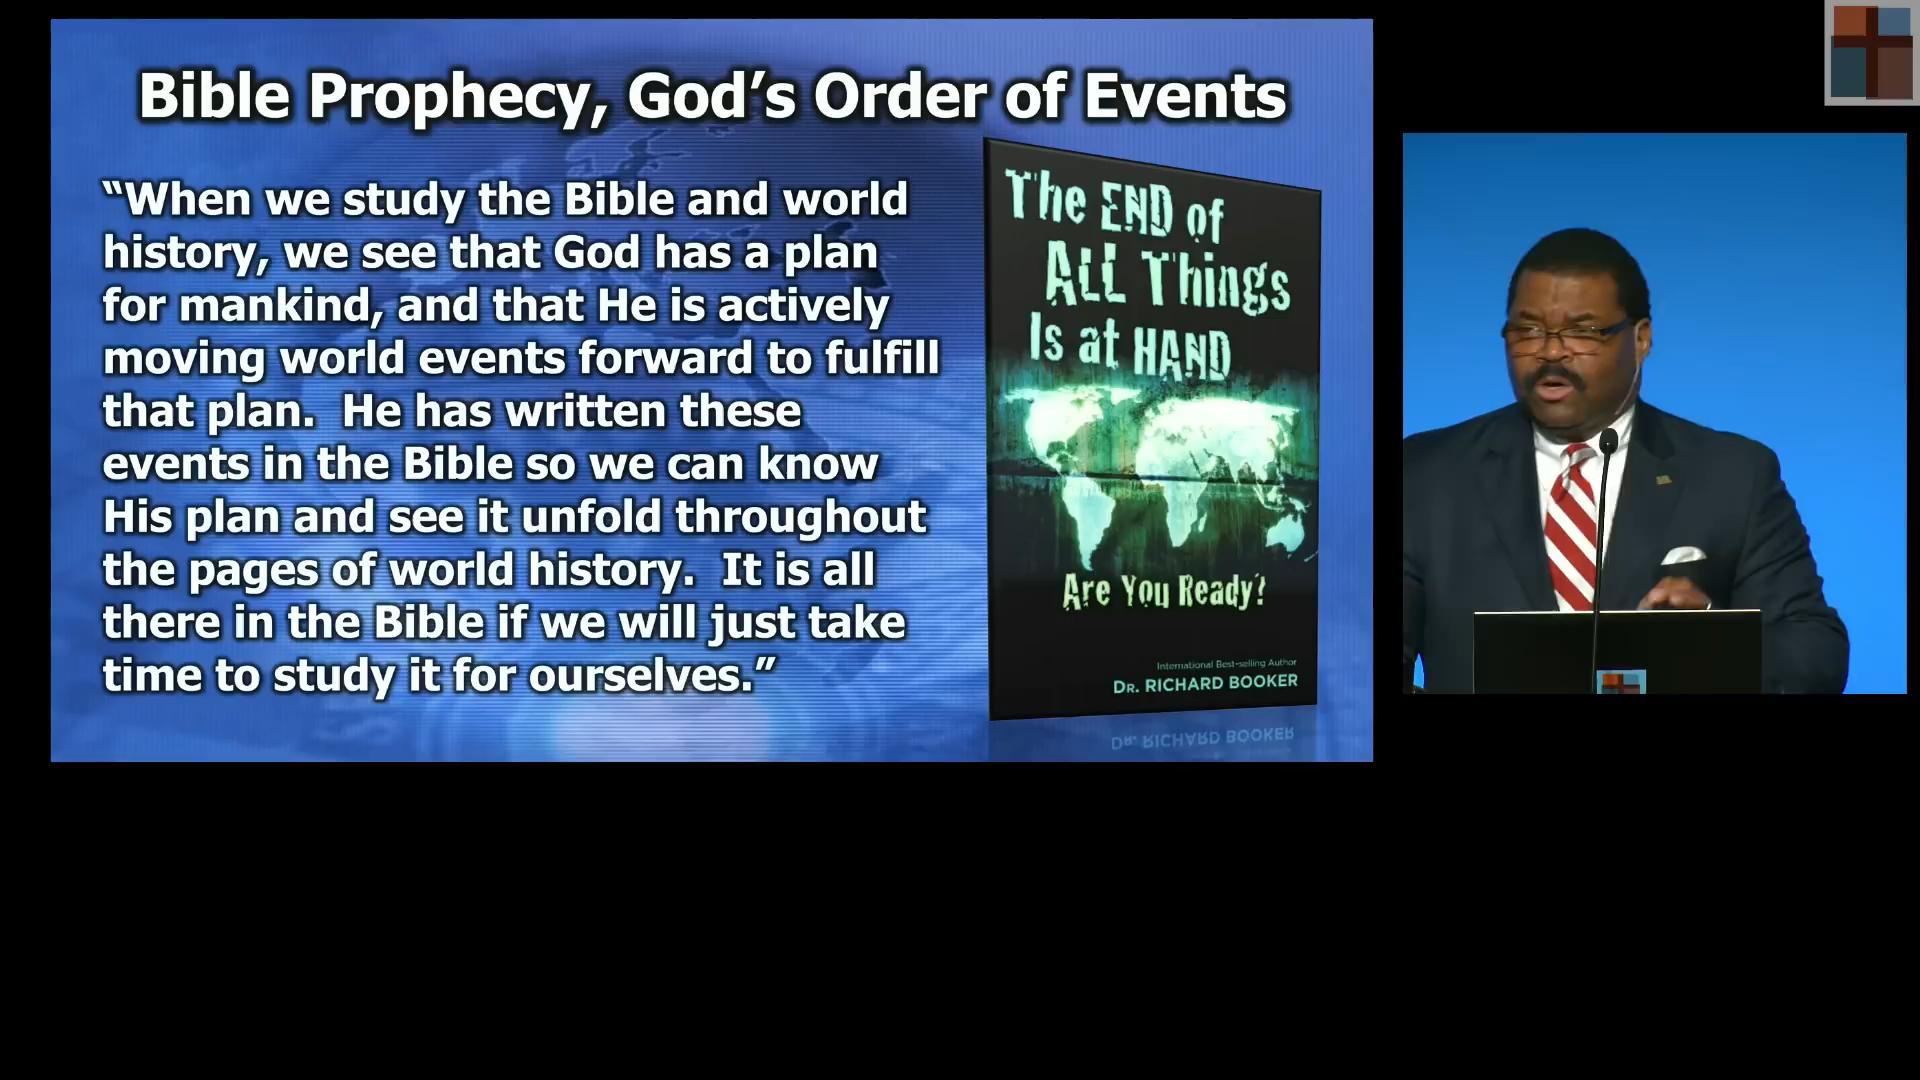 Bible Prophecy, God’s Order of Events
“When we study the Bible and world
history, we see that God has a plan
for mankind, and that He is actively
moving world events forward to fulfill
that plan.  He has written these
events in the Bible so we can know
His plan and see it unfold throughout
the pages of world history.  It is all
there in the Bible if we will just take
time to study it for ourselves.”
The END of
ALL Things
Is at HAND
Are You Ready?
International Best-selling Author
DR. RICHARD BOOKER
DR. RICHARD BOOKER